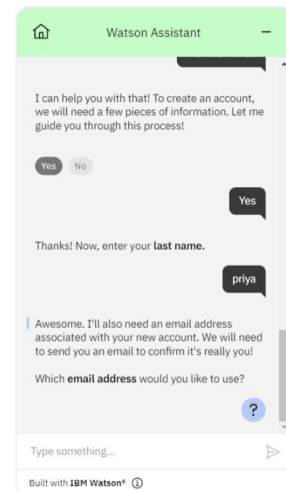 Watson Assistant
I can help you with that! To create an account,
we will need a few pieces of information. Let me
guide you through this process!
Yes
No
Yes
Thanks! Now, enter your last name.
priya
Awesome. I'll also need an email address
associated with your new account. We will need
to send you an email to confirm it's really you!
Which email address would you like to use?
?
Type something...
Built with IBM Watson®